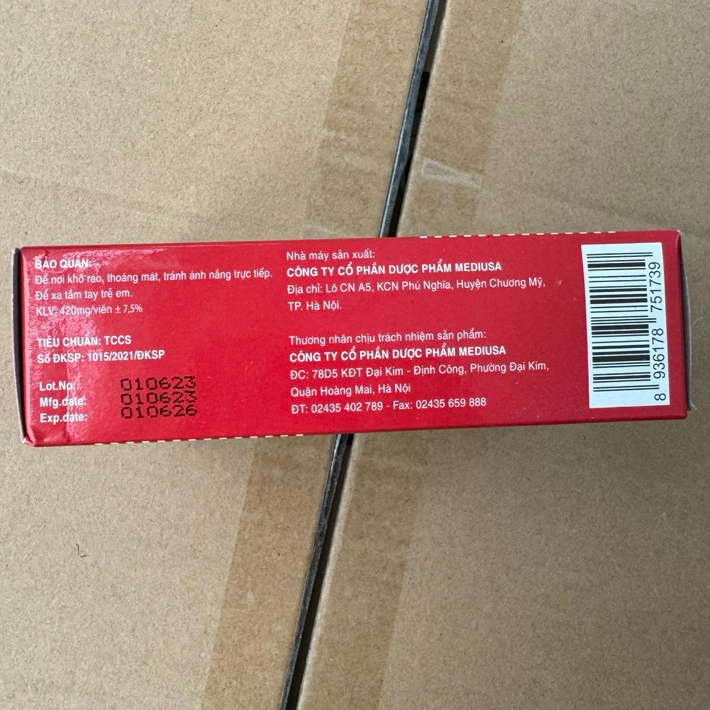 BẢO QUẢN:
Để nơi khô ráo, thoáng mát, tránh ánh nắng trực tiếp.
Để xa tầm tay trẻ em.
KLV: 420mg/viên ± 7,5%
TIÊU CHUẨN: TCCS
Số ĐKSP: 1015/2021/ĐKSP
Lot.No: 010623
Mfg.date: 010623
Exp.date: 010626
Nhà máy sản xuất:
CÔNG TY CỔ PHẦN DƯỢC PHẨM MEDIUSA
Địa chỉ: Lô CN A5, KCN Phú Nghĩa, Huyện Chương Mỹ,
TP. Hà Nội.
Thương nhân chịu trách nhiệm sản phẩm:
CÔNG TY CỔ PHẦN DƯỢC PHẨM MEDIUSA
ĐC: 78D5 KĐT Đại Kim - Định Công, Phường Đại Kim,
Quận Hoàng Mai, Hà Nội
ĐT: 02435 402 789 - Fax: 02435 659 888
8 936178 751739